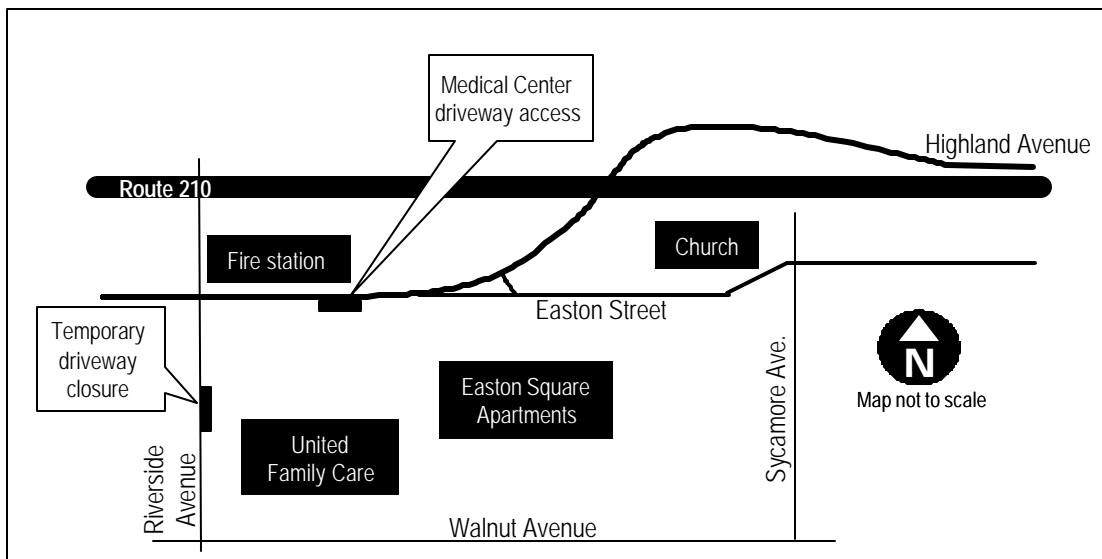 Medical Center
driveway access
Highland Avenue
Route 210
Church
Fire station
Easton Street
Temporary
driveway
closure
Easton Square
Apartments
Sycamore Ave.
N
Map not to scale
United
Family Care
Riverside
Avenue
Walnut Avenue